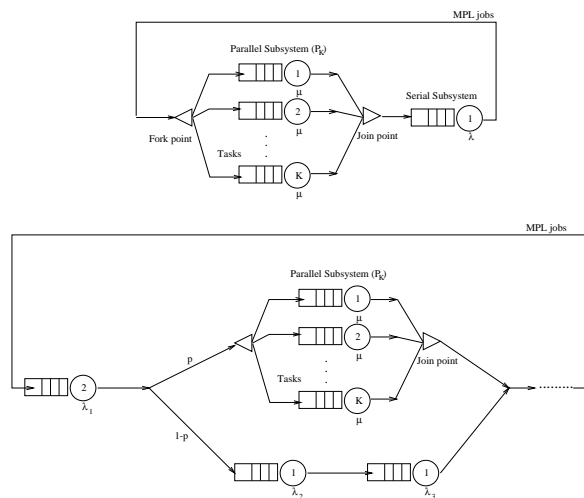 MPL jobs
Parallel Subsystem (P_K)
1
μ
Serial Subsystem
2
μ
1
λ
Fork point
Join point
Tasks
K
μ
MPL jobs
Parallel Subsystem (P_K)
1
μ
2
μ
p
Join point
Tasks
2
λ_1
K
μ
1-p
1
λ_2
1
λ_3